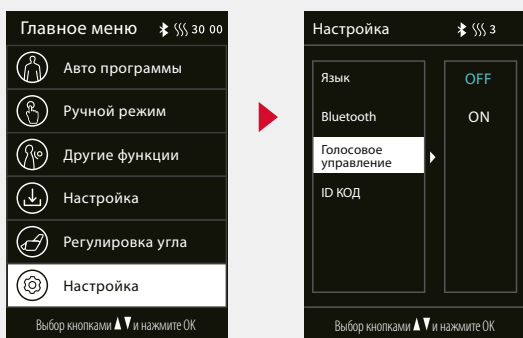 Главное меню 30 00
Авто программы
Ручной режим
Другие функции
Настройка
Регулировка угла
Настройка
Выбор кнопками ▲▼ и нажмите OK
Настройка 3
Язык
Bluetooth
Голосовое
управление
ID КОД
OFF
ON
Выбор кнопками ▲▼ и нажмите OK